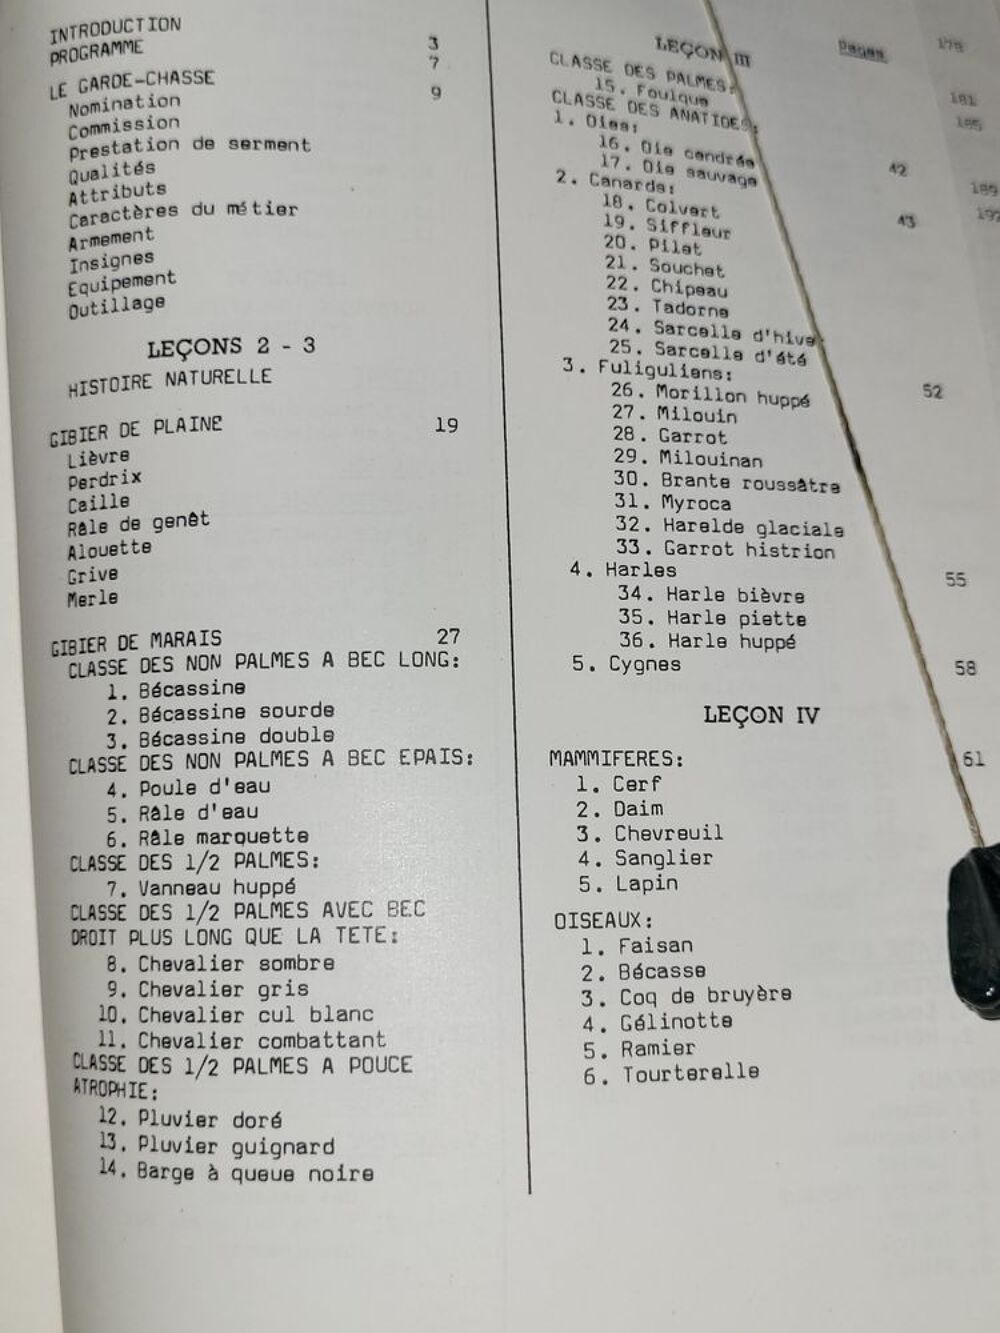 INTRODUCTION 3
PROGRAMME 7
LE GARDE-CHASSE 9
Nomination
Commission
Prestation de serment
Qualités
Attributs
Caractères du métier
Armement
Insignes
Equipement
Outillage
LEÇONS 2 - 3
HISTOIRE NATURELLE
GIBIER DE PLAINE 19
Lièvre
Perdrix
Caille
Râle de genêt
Alouette
Grive
Merle
GIBIER DE MARAIS 27
CLASSE DES NON PALMES A BEC LONG:
1. Bécassine
2. Bécassine sourde
3. Bécassine double
CLASSE DES NON PALMES A BEC EPAIS:
4. Poule d'eau
5. Râle d'eau
6. Râle marquette
CLASSE DES 1/2 PALMES:
7. Vanneau huppé
CLASSE DES 1/2 PALMES AVEC BEC
DROIT PLUS LONG QUE LA TETE:
8. Chevalier sombre
9. Chevalier gris
10. Chevalier cul blanc
11. Chevalier combattant
CLASSE DES 1/2 PALMES A POUCE
ATROPHIE:
12. Pluvier doré
13. Pluvier guignard
14. Barge à queue noire
LEÇON III Pages
CLASSE DES PALMES:
15. Foulque
CLASSE DES ANATIDES:
1. Oies: 42
16. Oie cendrée
17. Oie sauvage
2. Canards: 43
18. Colvert
19. Siffleur
20. Pilet
21. Souchet
22. Chipeau
23. Tadorne
24. Sarcelle d'hive
25. Sarcelle d'été
3. Fuliguliens: 52
26. Morillon huppé
27. Milouin
28. Garrot
29. Milouinan
30. Brante roussâtre
31. Myroca
32. Harelde glaciale
33. Garrot histrion
4. Harles 55
34. Harle bièvre
35. Harle piette
36. Harle huppé
5. Cygnes 58
LEÇON IV
MAMMIFERES: 61
1. Cerf
2. Daim
3. Chevreuil
4. Sanglier
5. Lapin
OISEAUX:
1. Faisan
2. Bécasse
3. Coq de bruyère
4. Gélinotte
5. Ramier
6. Tourterelle
181
185
189